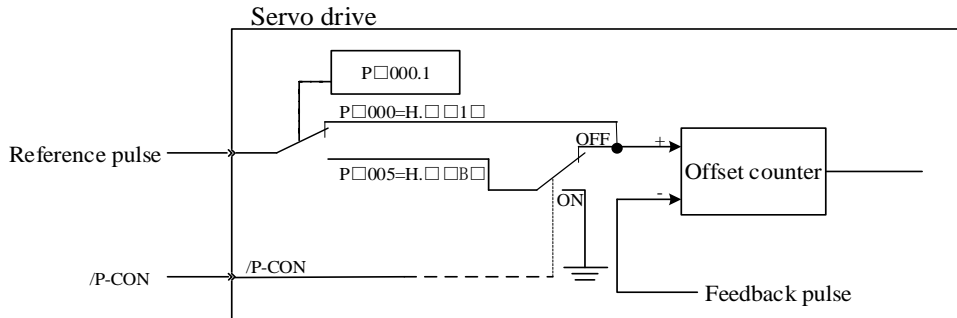 Servo drive
P□000.1
P□000=H.□□1□
Reference pulse
OFF
+
P□005=H.□□B□
Offset counter
-
ON
/P-CON
/P-CON
Feedback pulse